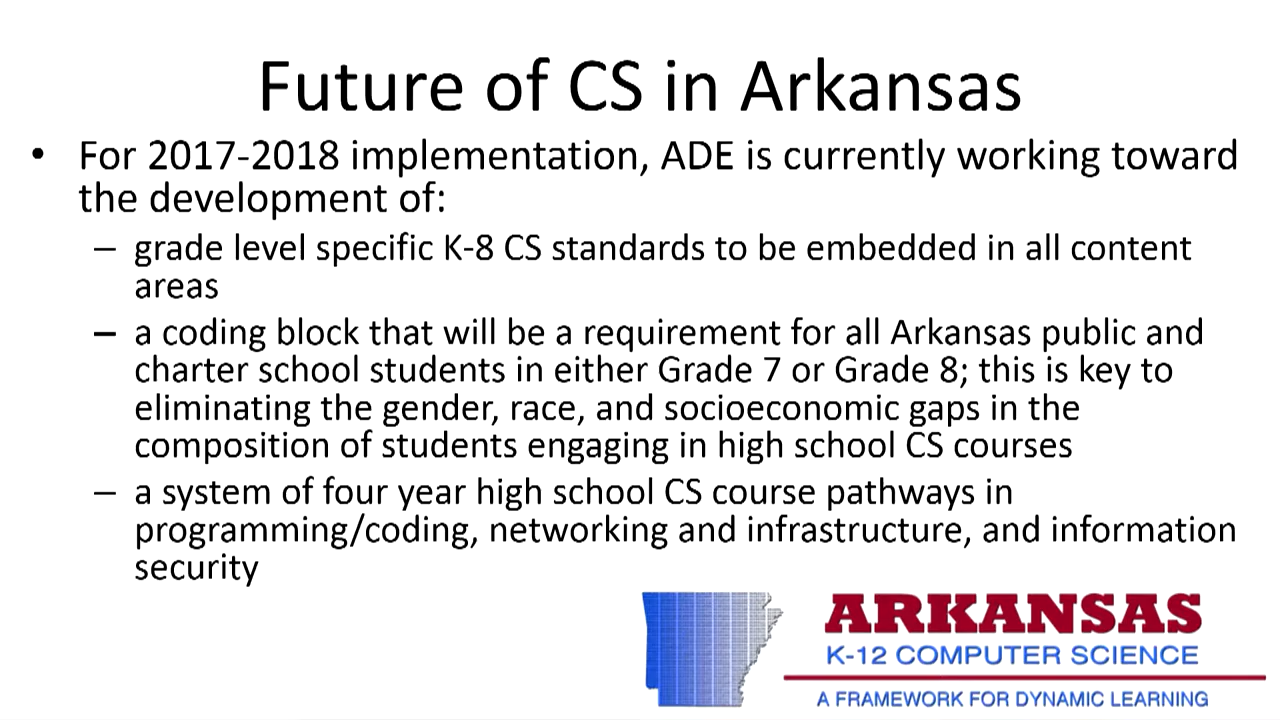 Future of CS in Arkansas
• For 2017-2018 implementation, ADE is currently working toward
the development of:
– grade level specific K-8 CS standards to be embedded in all content
areas
– a coding block that will be a requirement for all Arkansas public and
charter school students in either Grade 7 or Grade 8; this is key to
eliminating the gender, race, and socioeconomic gaps in the
composition of students engaging in high school CS courses
– a system of four year high school CS course pathways in
programming/coding, networking and infrastructure, and information
security
ARKANSAS
K-12 COMPUTER SCIENCE
A FRAMEWORK FOR DYNAMIC LEARNING